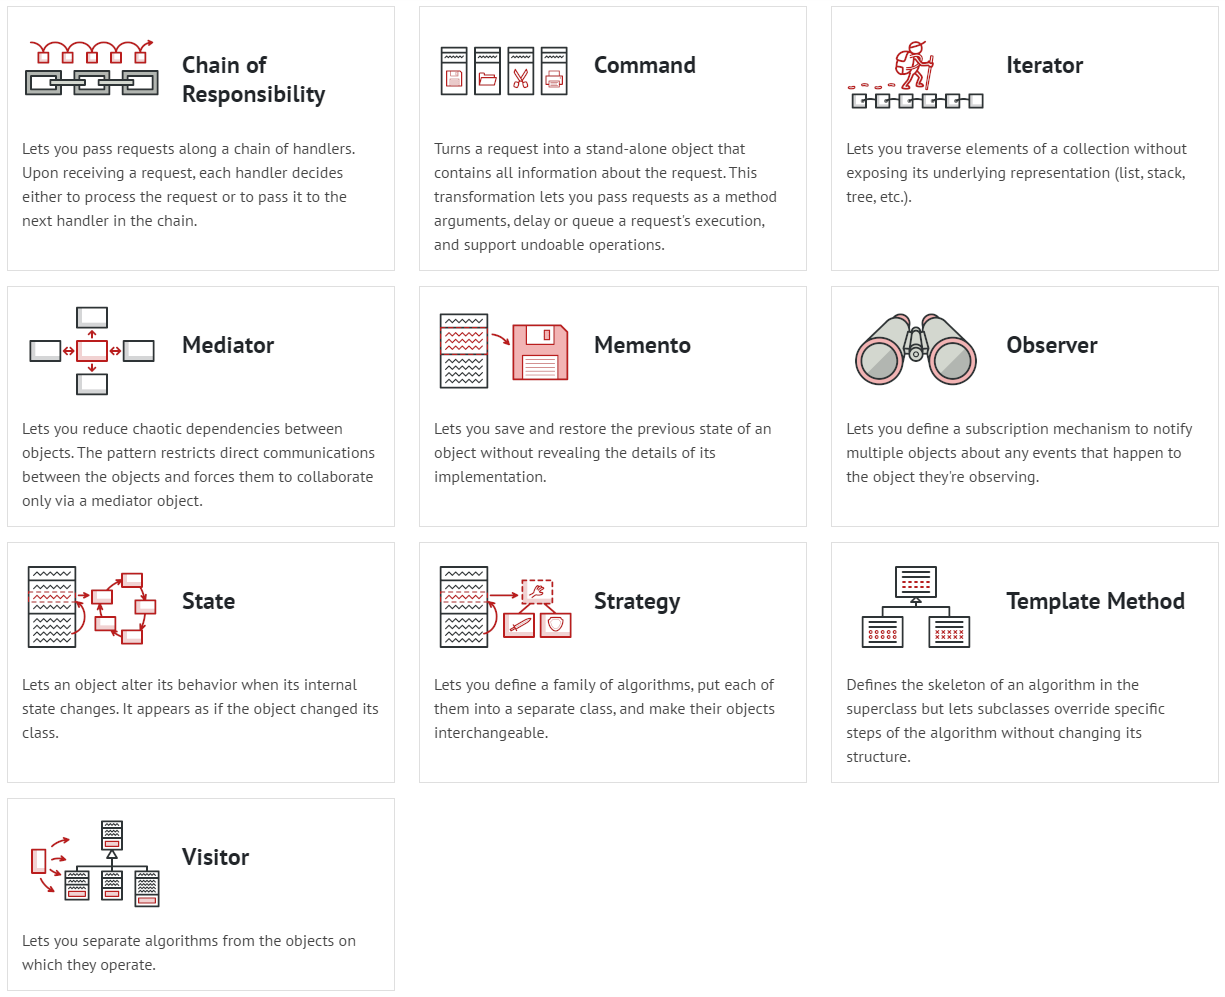 Chain of
Responsibility
Lets you pass requests along a chain of handlers.
Upon receiving a request, each handler decides
either to process the request or to pass it to the
next handler in the chain.
Command
Turns a request into a stand-alone object that
contains all information about the request. This
transformation lets you pass requests as a method
arguments, delay or queue a request's execution,
and support undoable operations.
Iterator
Lets you traverse elements of a collection without
exposing its underlying representation (list, stack,
tree, etc.).
Mediator
Lets you reduce chaotic dependencies between
objects. The pattern restricts direct communications
between the objects and forces them to collaborate
only via a mediator object.
Memento
Lets you save and restore the previous state of an
object without revealing the details of its
implementation.
Observer
Lets you define a subscription mechanism to notify
multiple objects about any events that happen to
the object they're observing.
State
Lets an object alter its behavior when its internal
state changes. It appears as if the object changed its
class.
Strategy
Lets you define a family of algorithms, put each of
them into a separate class, and make their objects
interchangeable.
Template Method
Defines the skeleton of an algorithm in the
superclass but lets subclasses override specific
steps of the algorithm without changing its
structure.
Visitor
Lets you separate algorithms from the objects on
which they operate.